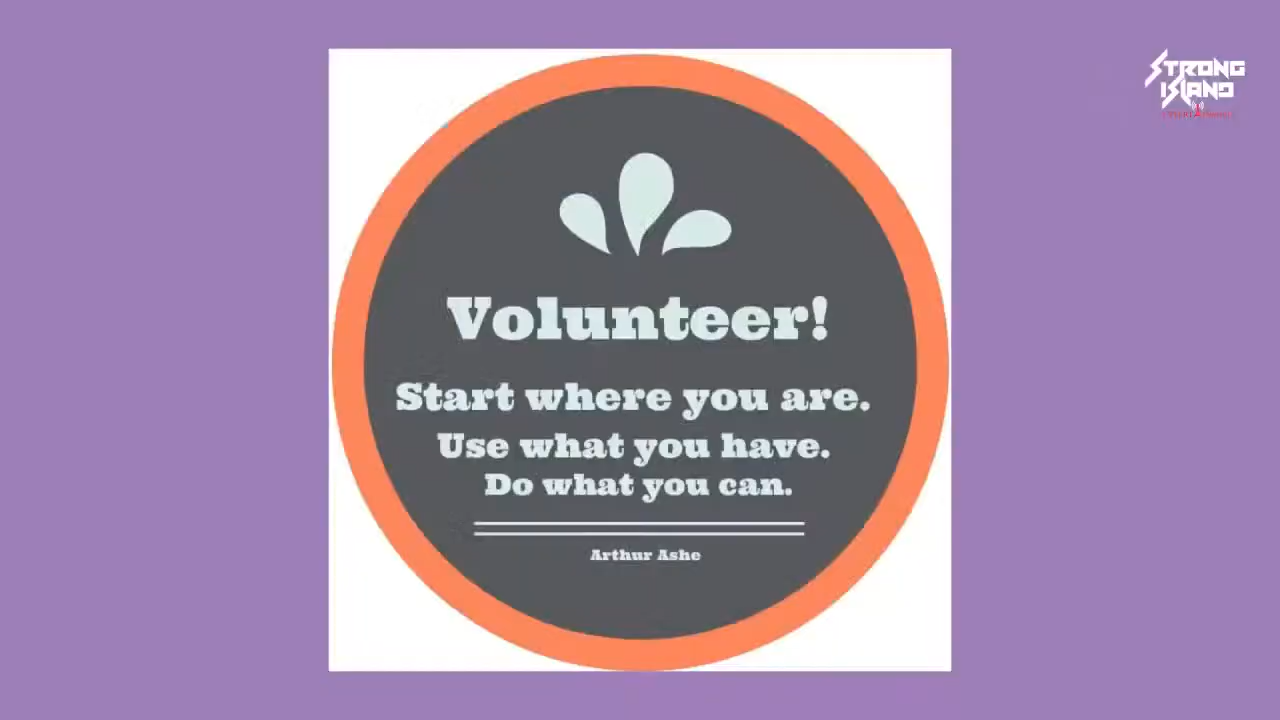 STRONG
ISLAND
Volunteer!
Start where you are.
Use what you have.
Do what you can.
Arthur Ashe